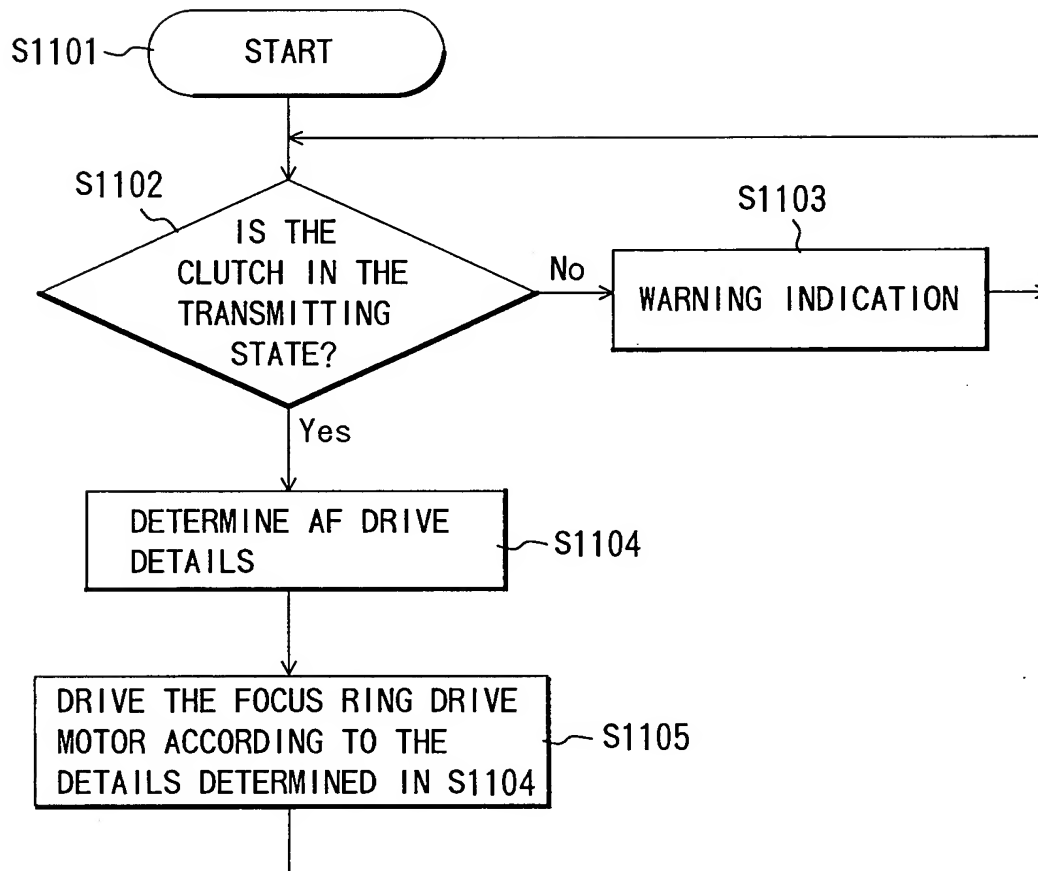 S1101
START
S1102
IS THE
CLUTCH IN THE
TRANSMITTING
STATE?
No
S1103
WARNING INDICATION
Yes
DETERMINE AF DRIVE
DETAILS
S1104
DRIVE THE FOCUS RING DRIVE
MOTOR ACCORDING TO THE
DETAILS DETERMINED IN S1104
S1105